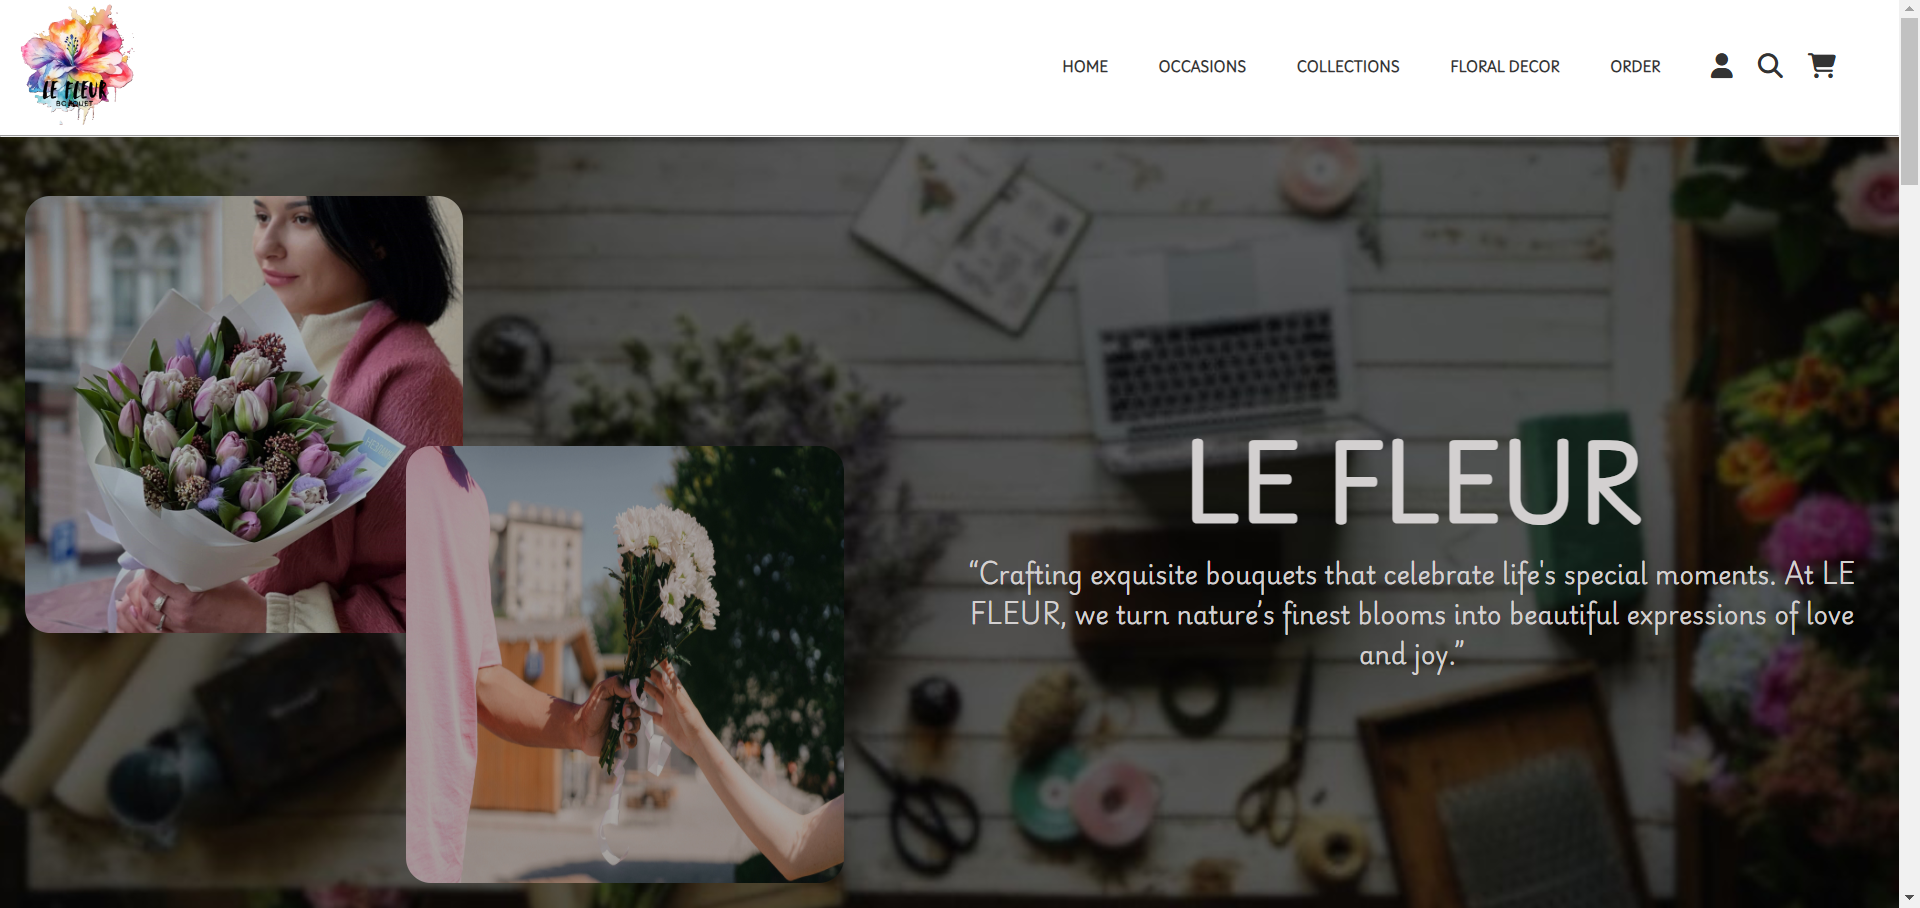 LE FLEUR
BOUQUET
HOME
OCCASIONS
COLLECTIONS
FLORAL DECOR
ORDER
LE FLEUR
“Crafting exquisite bouquets that celebrate life's special moments. At LE
FLEUR, we turn nature’s finest blooms into beautiful expressions of love
and joy.”